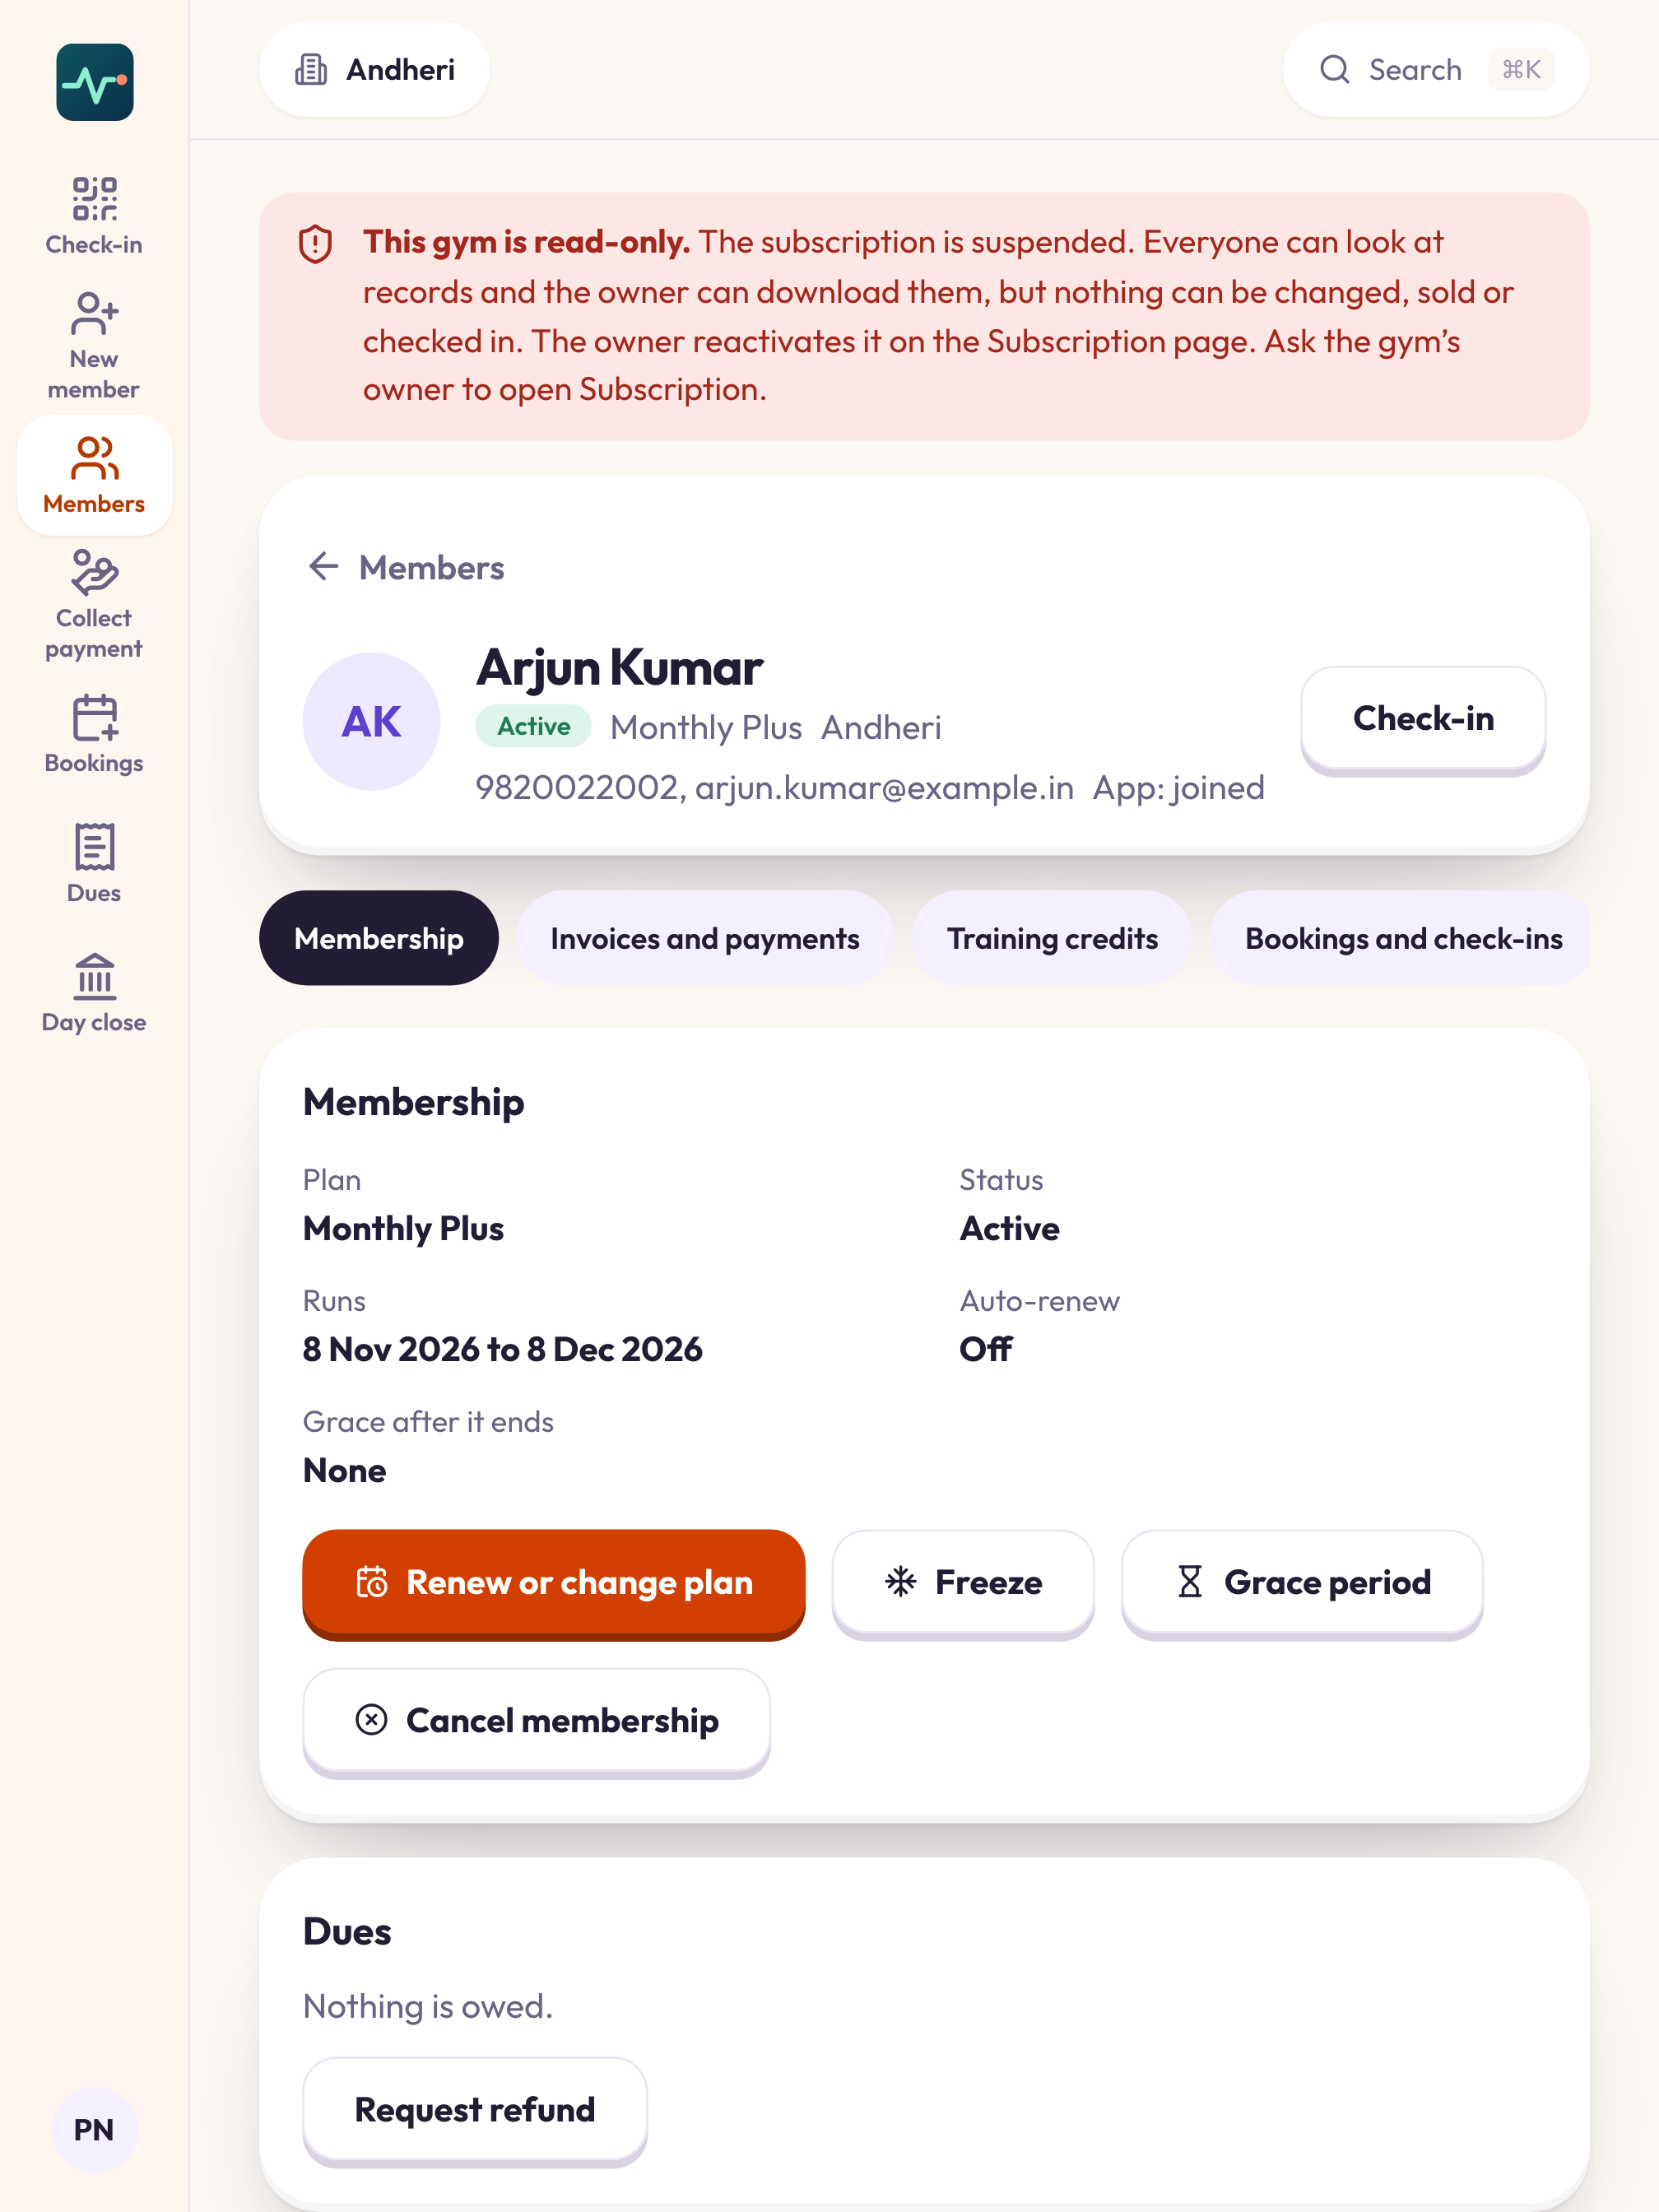 Andheri
Search ⌘K
Check-in
New
member
Members
Collect
payment
Bookings
Dues
Day close
PN
This gym is read-only. The subscription is suspended. Everyone can look at
records and the owner can download them, but nothing can be changed, sold or
checked in. The owner reactivates it on the Subscription page. Ask the gym’s
owner to open Subscription.
Members
AK
Arjun Kumar
Active Monthly Plus Andheri
9820022002, arjun.kumar@example.in App: joined
Check-in
Membership Invoices and payments Training credits Bookings and check-ins
Membership
Plan
Monthly Plus
Status
Active
Runs
8 Nov 2026 to 8 Dec 2026
Auto-renew
Off
Grace after it ends
None
Renew or change plan Freeze Grace period
Cancel membership
Dues
Nothing is owed.
Request refund